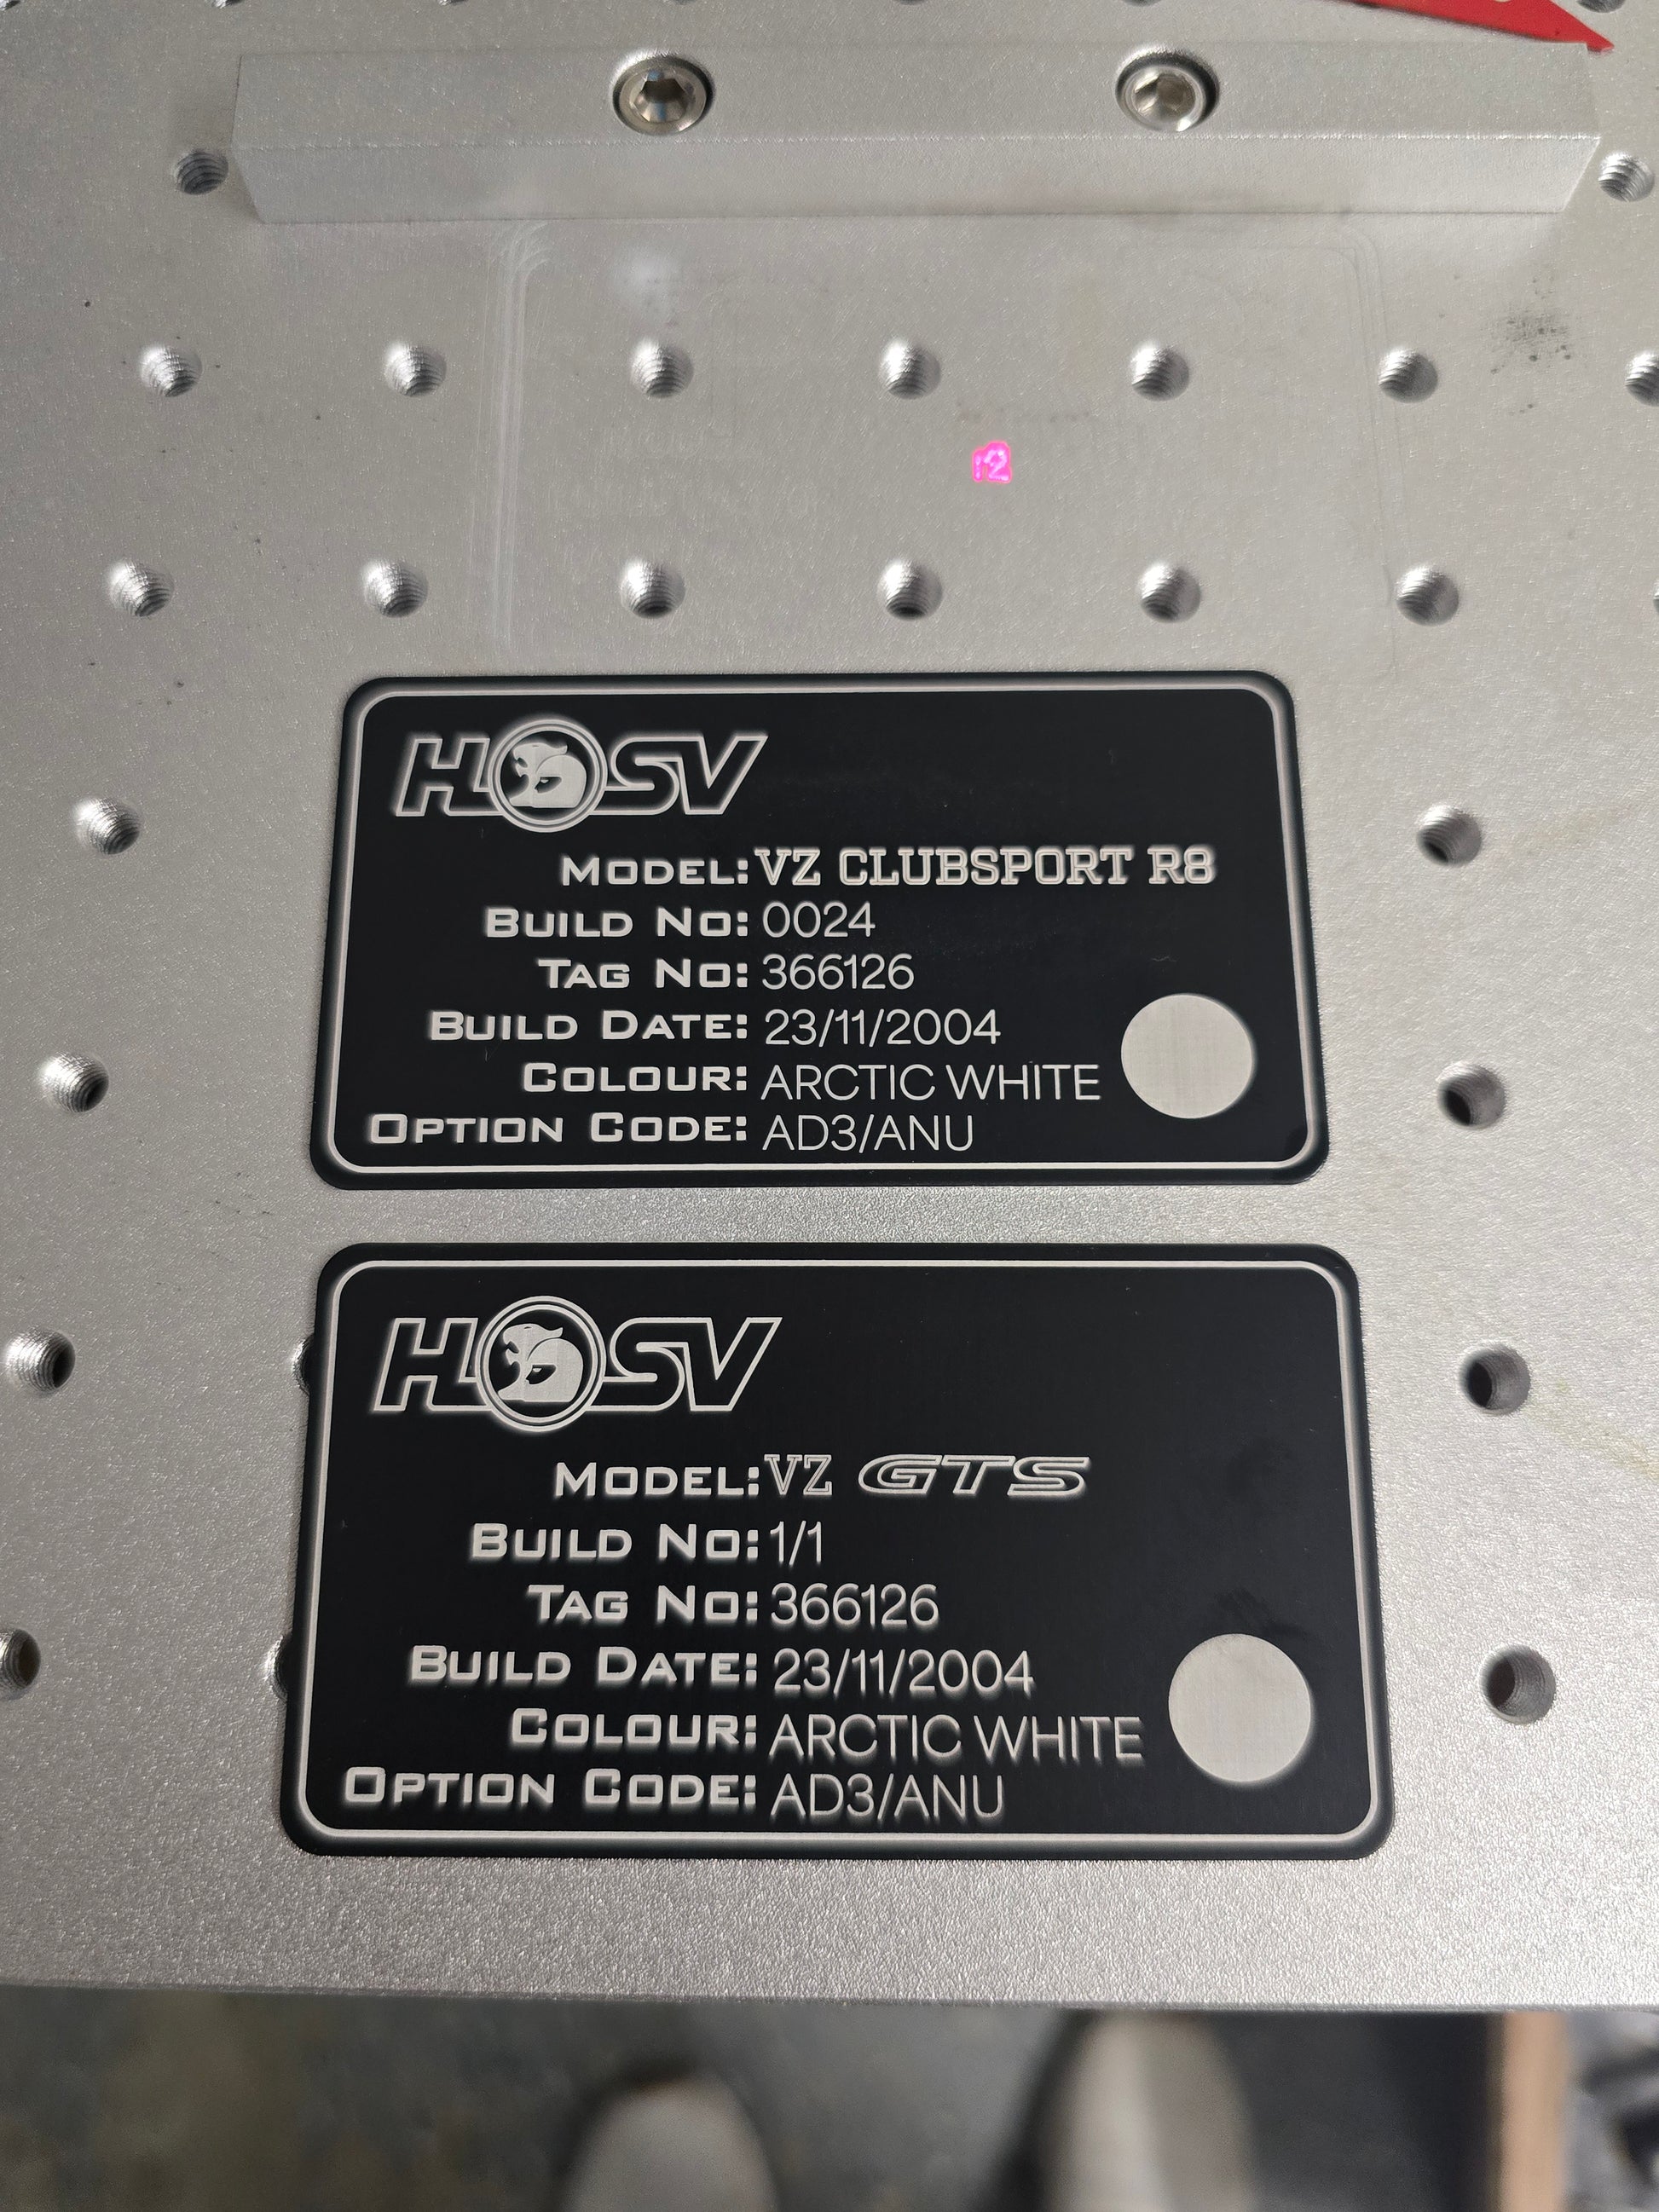 HSV
MODEL: VZ CLUBSPORT R8
BUILD NO: 0024
TAG NO: 366126
BUILD DATE: 23/11/2004
COLOUR: ARCTIC WHITE
OPTION CODE: AD3/ANU
HSV
MODEL: VZ GTS
BUILD NO: 1/1
TAG NO: 366126
BUILD DATE: 23/11/2004
COLOUR: ARCTIC WHITE
OPTION CODE: AD3/ANU